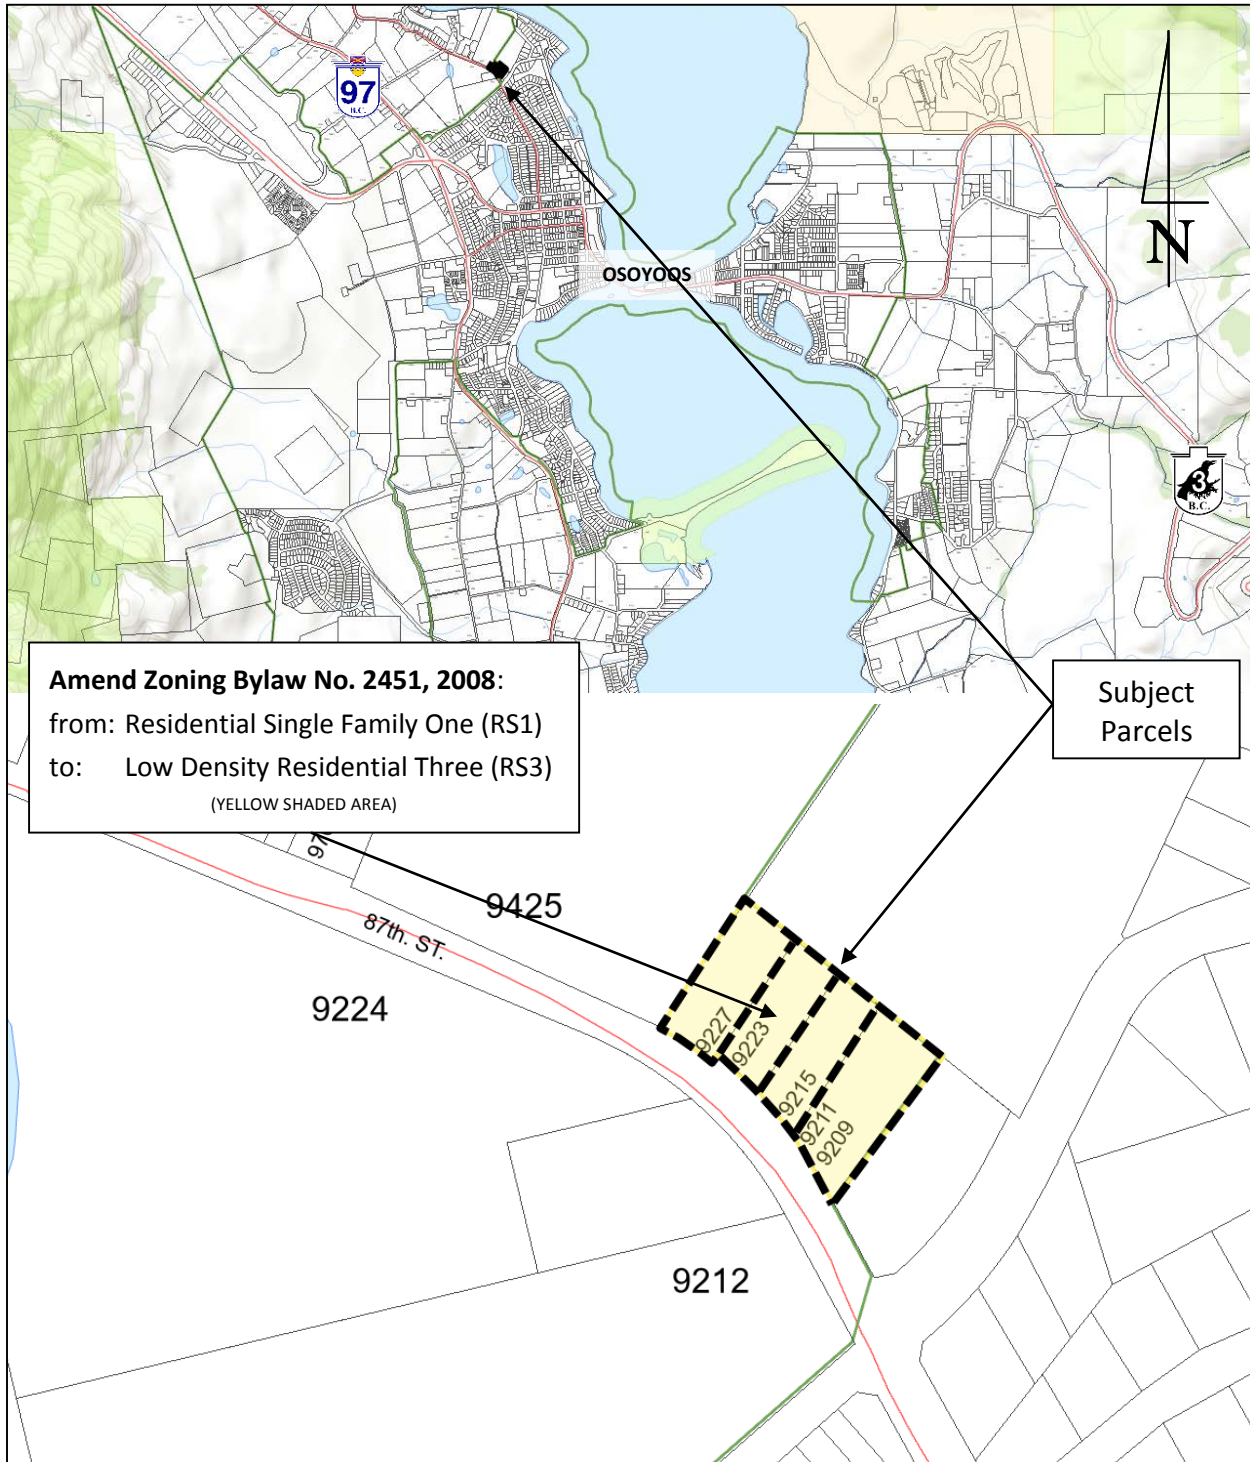 97
B.C.
N
OSOYOOS
3
B.C.
Amend Zoning Bylaw No. 2451, 2008:
from: Residential Single Family One (RS1)
to: Low Density Residential Three (RS3)
(YELLOW SHADED AREA)
Subject
Parcels
9425
87th. ST.
9224
9227
9223
9215
9211
9209
9212